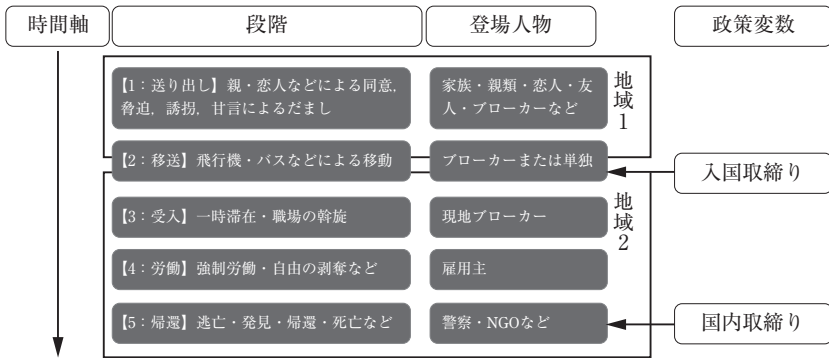 時間軸
段階
登場人物
政策変数
【1：送り出し】親・恋人などによる同意，
脅迫，誘拐，甘言によるだまし
家族・親類・恋人・友
人・ブローカーなど
地域1
【2：移送】飛行機・バスなどによる移動
ブローカーまたは単独
入国取締り
【3：受入】一時滞在・職場の斡旋
現地ブローカー
地域2
【4：労働】強制労働・自由の剥奪など
雇用主
【5：帰還】逃亡・発見・帰還・死亡など
警察・NGOなど
国内取締り